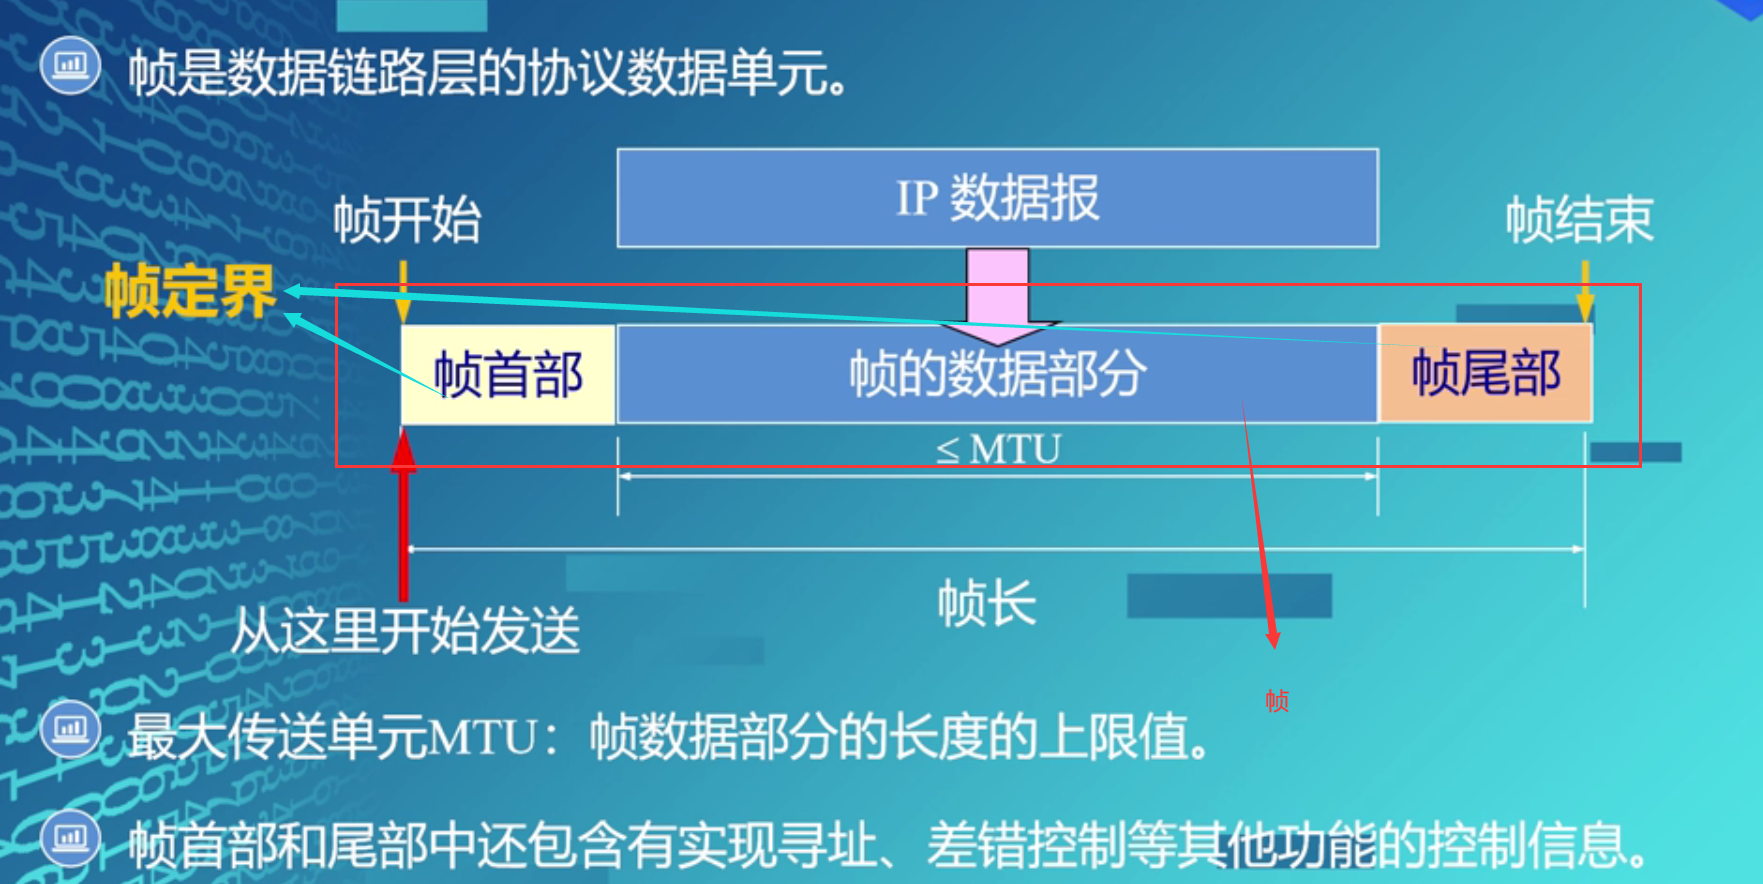 帧是数据链路层的协议数据单元。
IP 数据报
帧开始
帧结束
帧定界
帧首部
帧的数据部分
帧尾部
≤ MTU
帧长
从这里开始发送
帧
最大传送单元MTU：帧数据部分的长度的上限值。
帧首部和尾部中还包含有实现寻址、差错控制等其他功能的控制信息。